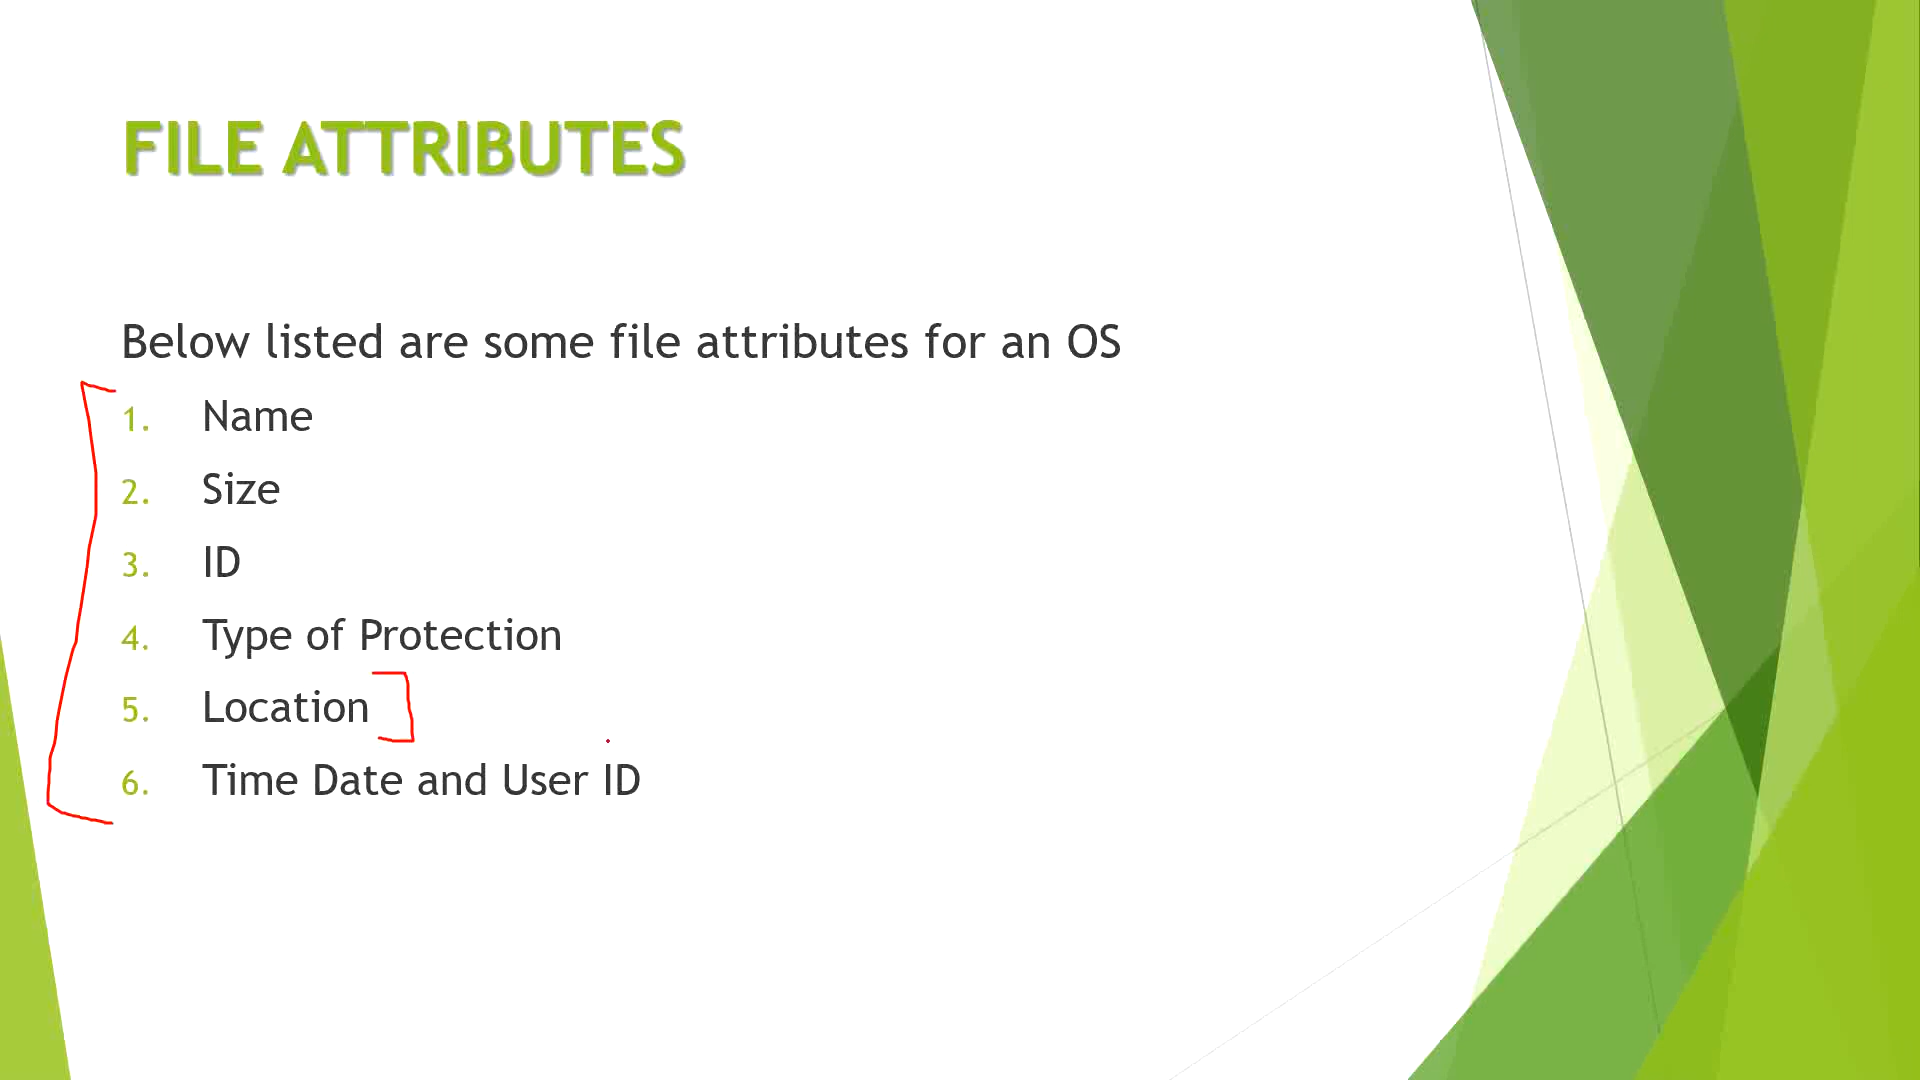 FILE ATTRIBUTES
Below listed are some file attributes for an OS
1. Name
2. Size
3. ID
4. Type of Protection
5. Location
6. Time Date and User ID